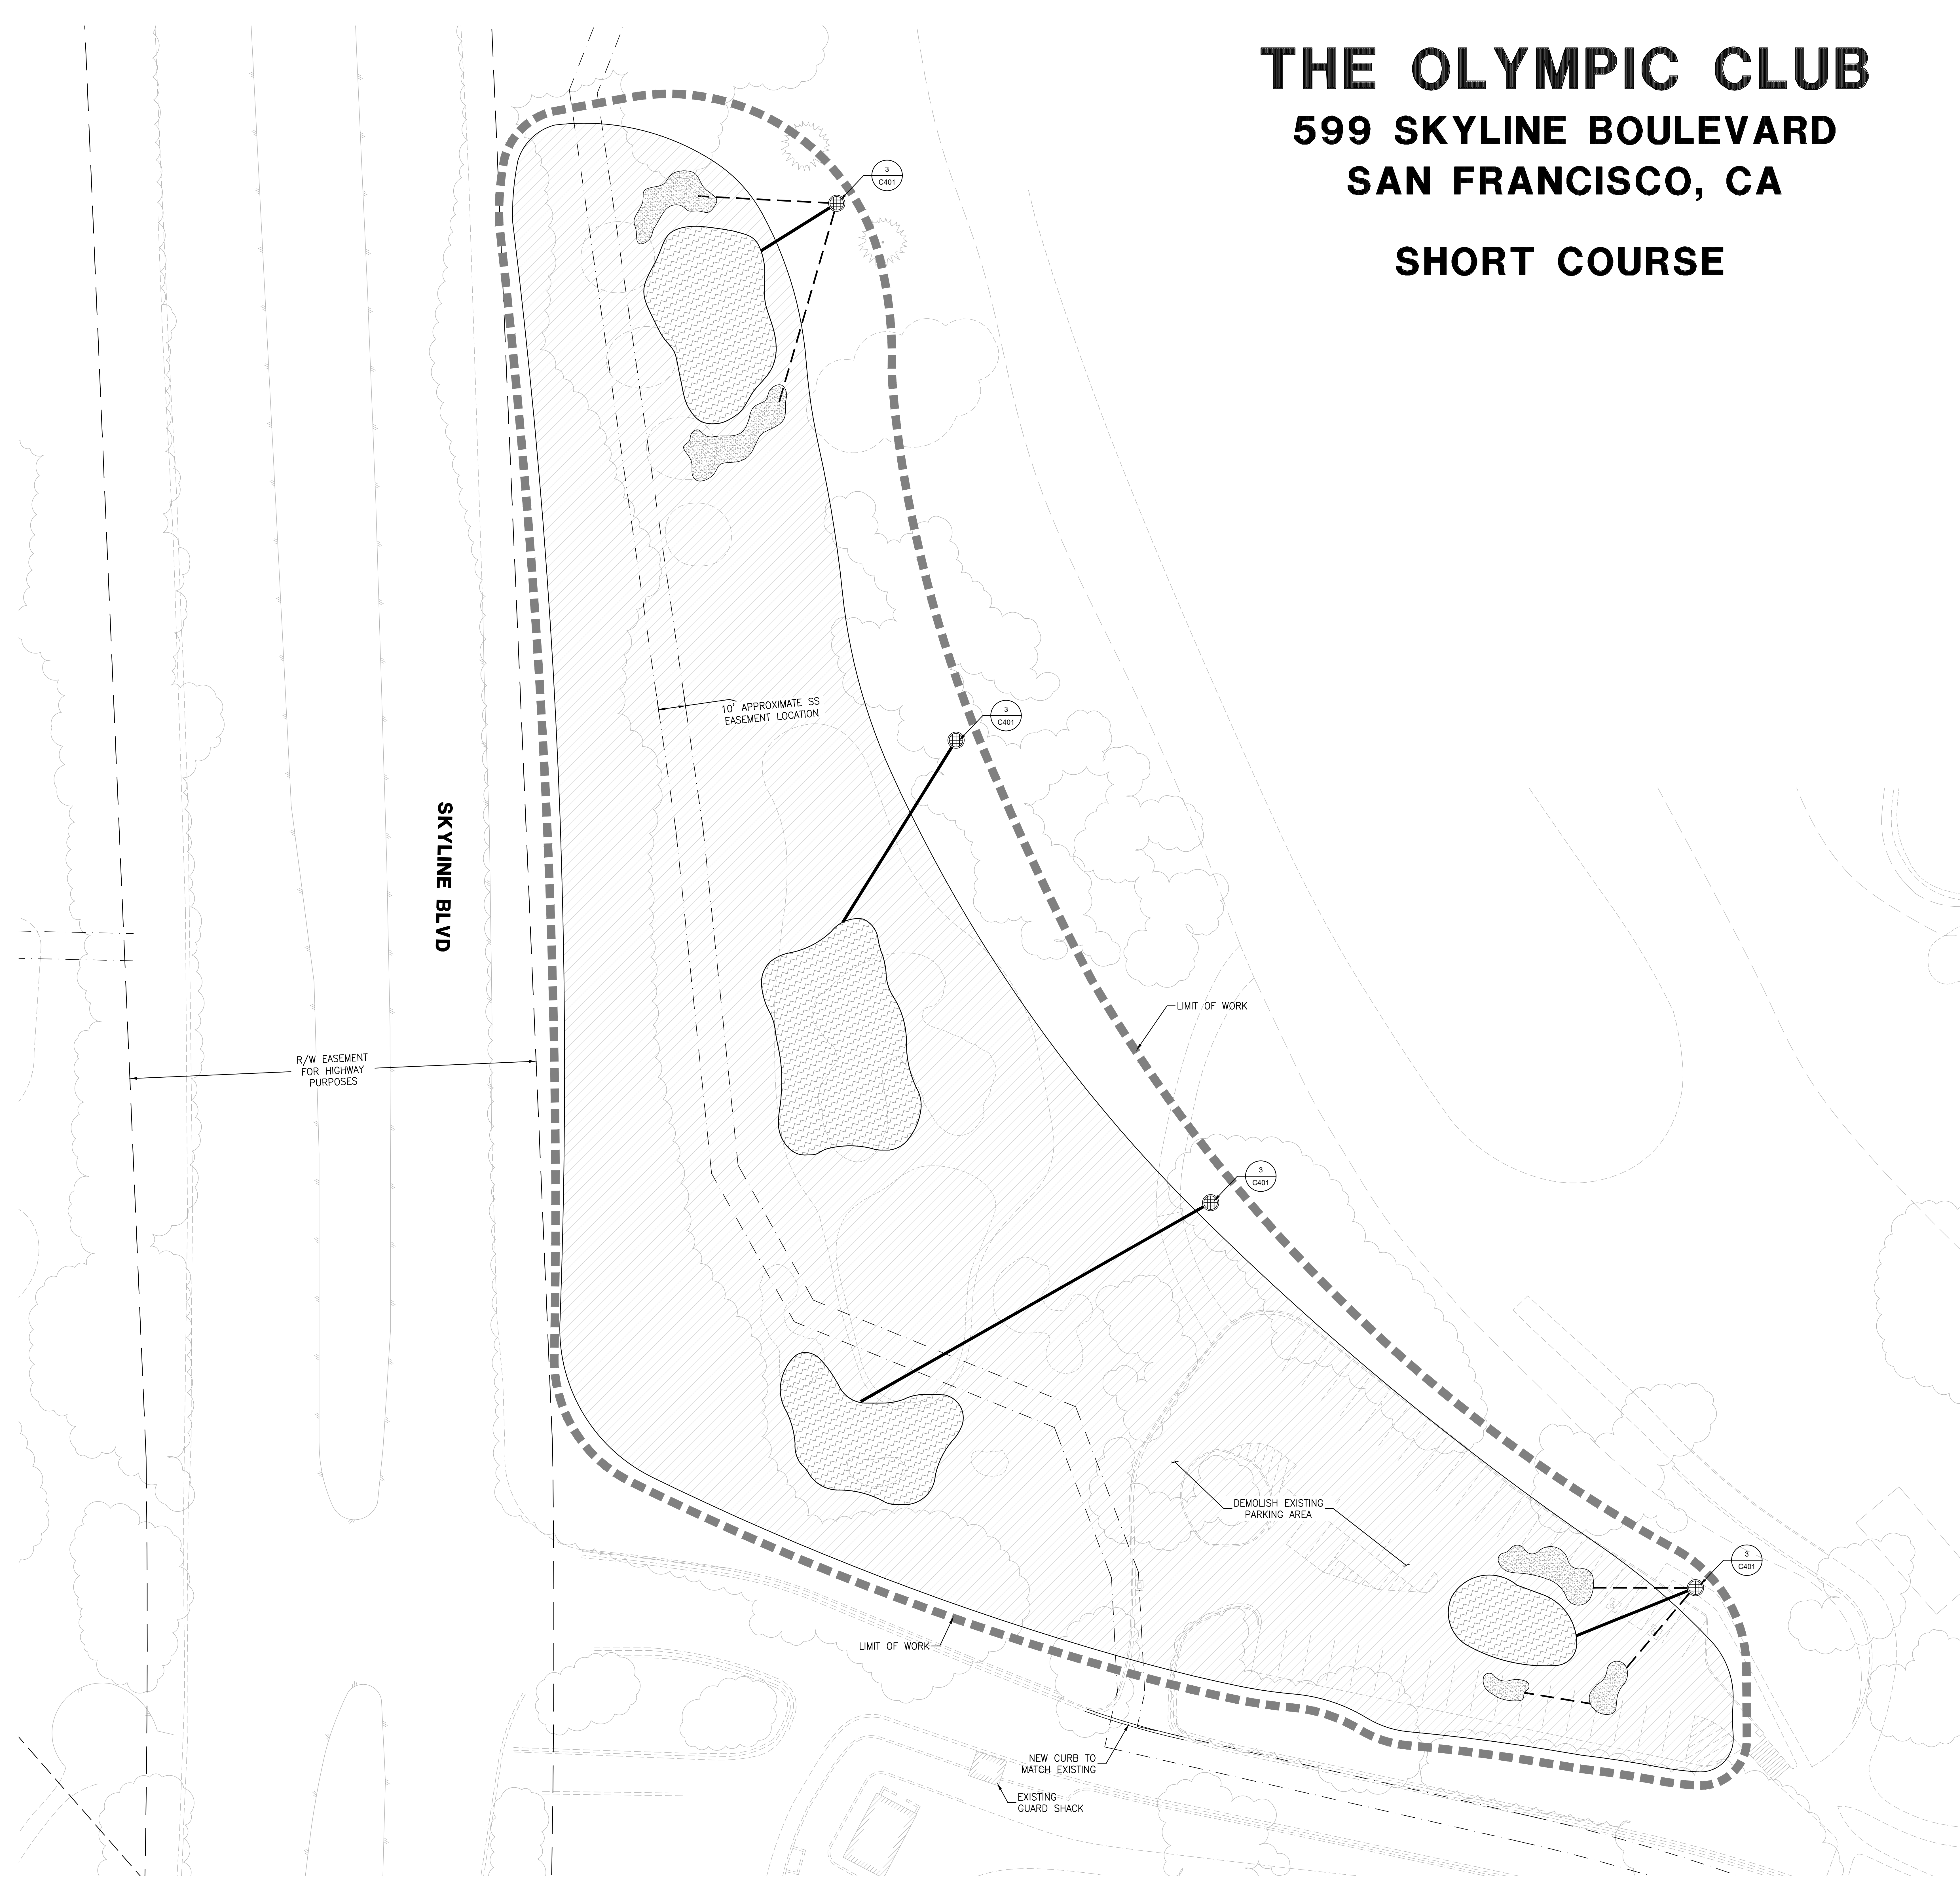 THE OLYMPIC CLUB
599 SKYLINE BOULEVARD
SAN FRANCISCO, CA
SHORT COURSE
3
C401
10' APPROXIMATE SS
EASEMENT LOCATION
3
C401
SKYLINE BLVD
LIMIT OF WORK
R/W EASEMENT
FOR HIGHWAY
PURPOSES
3
C401
DEMOLISH EXISTING
PARKING AREA
3
C401
LIMIT OF WORK
NEW CURB TO
MATCH EXISTING
EXISTING
GUARD SHACK